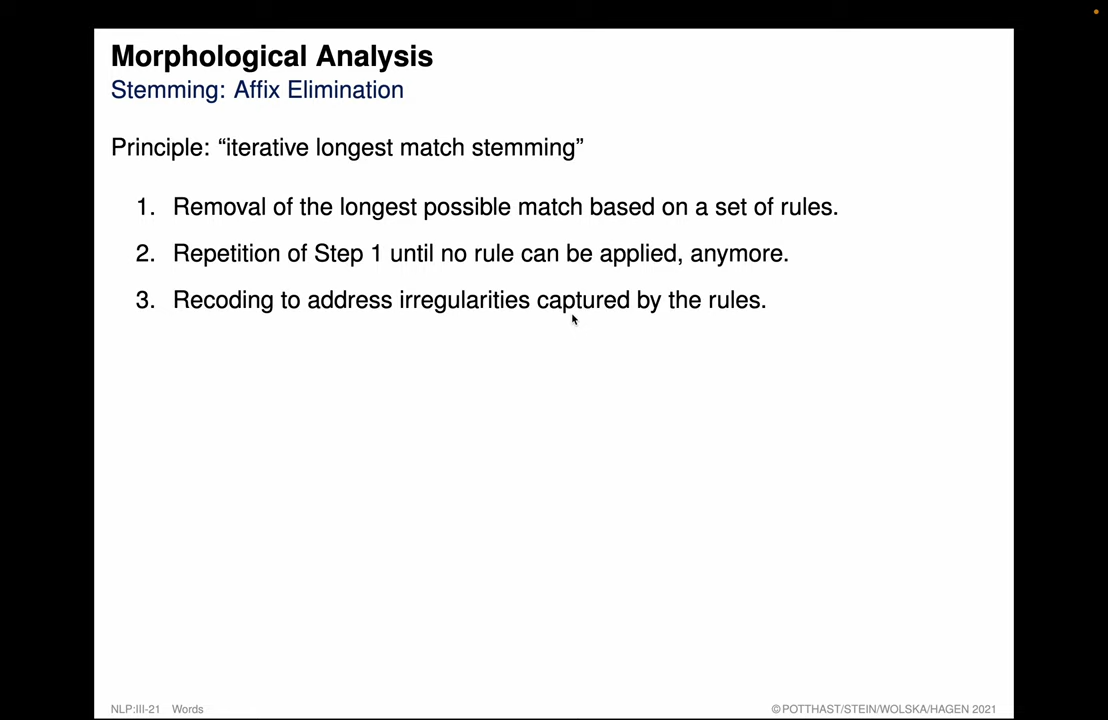 Morphological Analysis
Stemming: Affix Elimination
Principle: “iterative longest match stemming”
1. Removal of the longest possible match based on a set of rules.
2. Repetition of Step 1 until no rule can be applied, anymore.
3. Recoding to address irregularities captured by the rules.
NLP:III-21 Words
©POTTHAST/STEIN/WOLSKA/HAGEN 2021